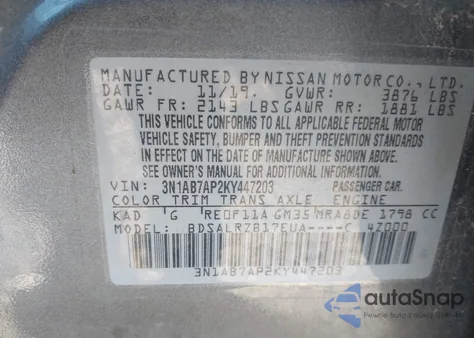 MANUFACTURED BY NISSAN MOTOR CO., LTD.
DATE: 11/19. GVWR: 3876 LBS
GAWR FR: 2143 LBS GAWR RR: 1881 LBS
THIS VEHICLE CONFORMS TO ALL APPLICABLE FEDERAL MOTOR
VEHICLE SAFETY, BUMPER AND THEFT PREVENTION STANDARDS
IN EFFECT ON THE DATE OF MANUFACTURE SHOWN ABOVE.
SEE OWNER'S MANUAL FOR ADDITIONAL INFORMATION.
VIN: 3N1AB7AP2KY447203 PASSENGER CAR.
COLOR TRIM TRANS AXLE ENGINE
KAD G RE0F11A GM35 MRA8DE 1798 CC
MODEL: BDSALRZB17EUA----C 4Z000
3N1AB7AP2KY447203
autoSnap